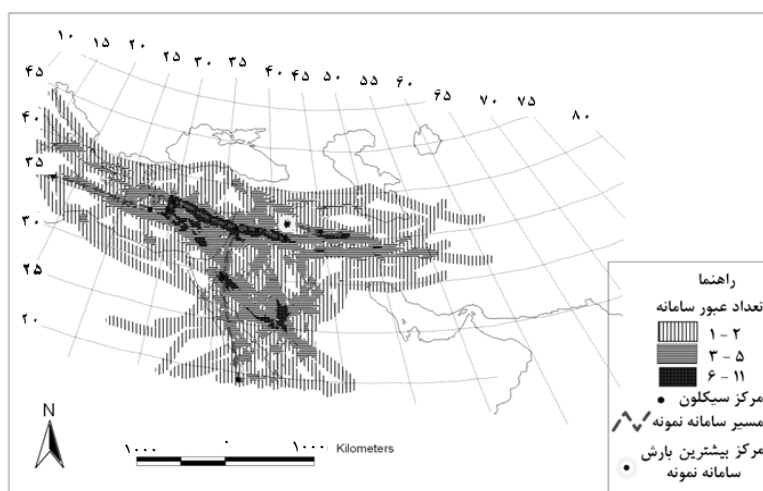 ۱۰ ۱۵ ۲۰ ۲۵ ۳۰ ۳۵ ۴۰ ۴۵ ۵۰ ۵۵ ۶۰ ۶۵ ۷۰ ۷۵ ۸۰
۴۵
۴۰
۳۵
۳۰
۲۵
۲۰
راهنما
تعداد عبور سامانه
۱ - ۲
۳ - ۵
۶ - ۱۱
مرکز سیکلون
مسیر سامانه نمونه
مرکز بیشترین بارش
سامانه نمونه
N
۱۰۰۰ ۰ ۱۰۰۰ Kilometers